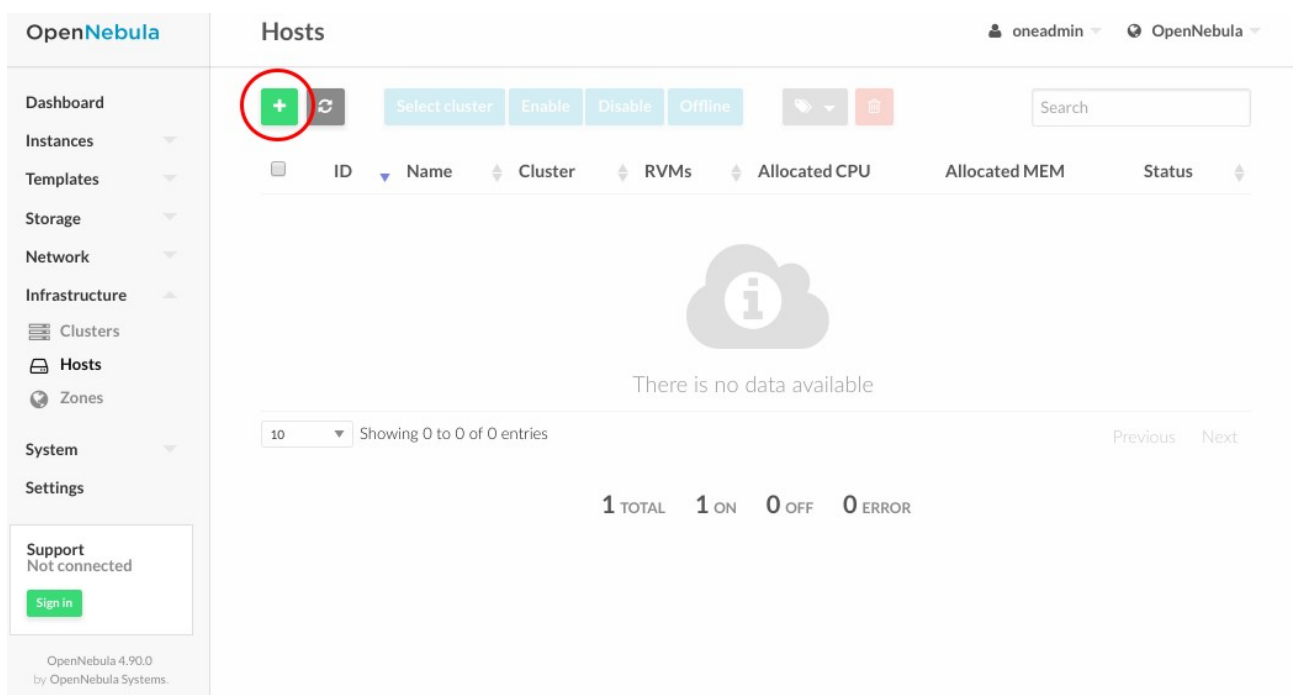 OpenNebula
Hosts
oneadmin
OpenNebula
Dashboard
Instances
Templates
Storage
Network
Infrastructure
Clusters
Hosts
Zones
System
Settings
Support
Not connected
Sign in
OpenNebula 4.90.0
by OpenNebula Systems.
Select cluster Enable Disable Offline
Search
ID Name Cluster RVMs Allocated CPU Allocated MEM Status
There is no data available
10 Showing 0 to 0 of 0 entries
Previous Next
1 TOTAL 1 ON 0 OFF 0 ERROR